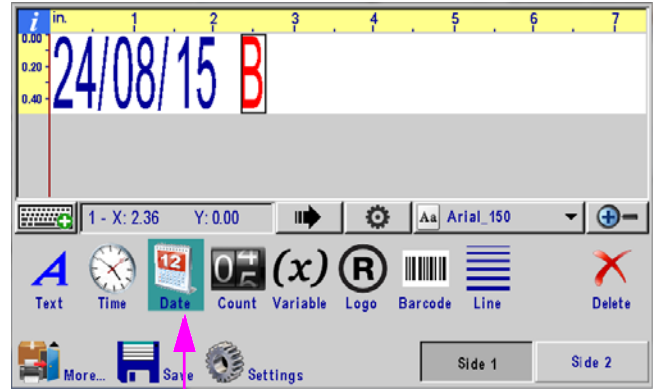 i in. 1 2 3 4 5 6 7
0.00
0.20
0.40
24/08/15 B
1 - X: 2.36 Y: 0.00 Aa Arial_150
12 0 (x) R
Text Time Date Count Variable Logo Barcode Line Delete
More... Save Settings Side 1 Side 2